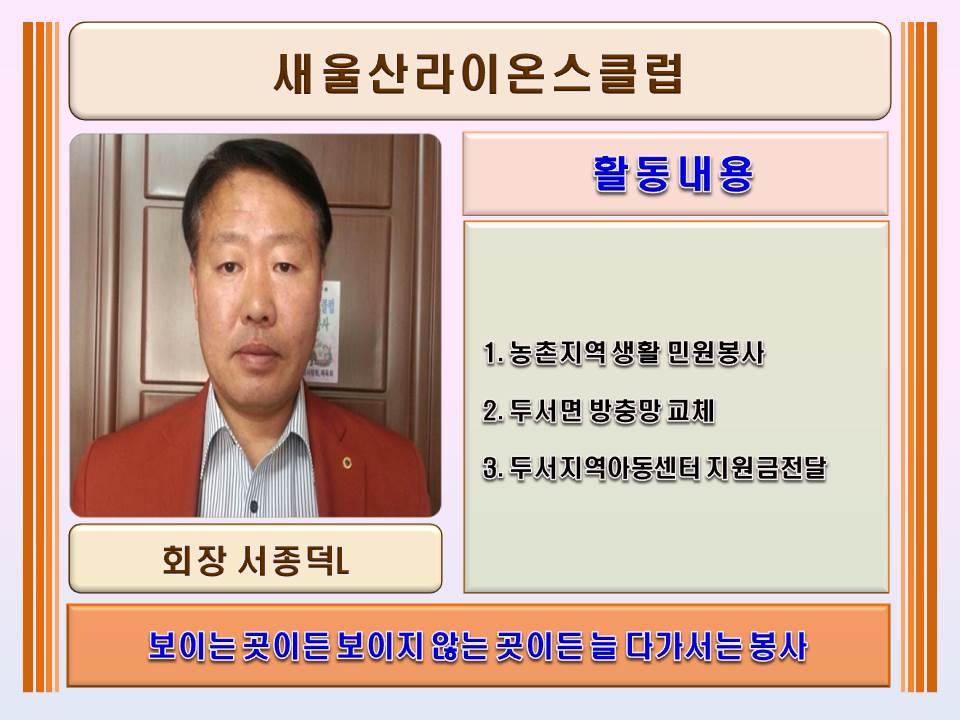 새울산라이온스클럽
활동내용
1. 농촌지역 생활 민원봉사
2. 두서면 방충망 교체
3. 두서지역아동센터 지원금전달
회장 서종덕L
보이는 곳이든 보이지 않는 곳이든 늘 다가서는 봉사